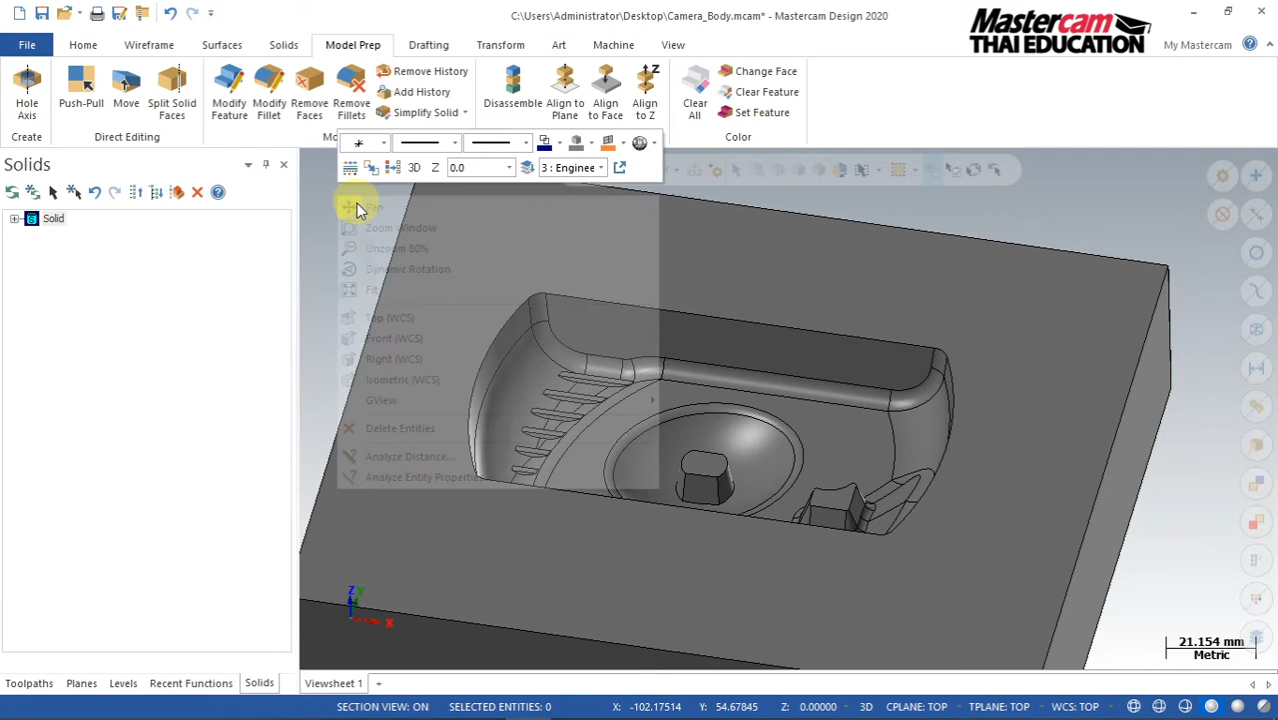 C:\Users\Administrator\Desktop\Camera_Body.mcam* - Mastercam Design 2020
Mastercam
THAI EDUCATION
File
Home
Wireframe
Surfaces
Solids
Model Prep
Drafting
Transform
Art
Machine
View
My Mastercam
Hole Axis
Push-Pull
Move
Split Solid Faces
Modify Feature
Modify Fillet
Remove Faces
Remove Fillets
Remove History
Add History
Simplify Solid
Disassemble
Align to Plane
Align to Face
Align to Z
Clear All
Change Face
Clear Feature
Set Feature
Create
Direct Editing
Color
3D
Z
0.0
3 : Enginee
Solids
Solid
Pan
Zoom Window
Unzoom 80%
Dynamic Rotation
Fit
Top (WCS)
Front (WCS)
Right (WCS)
Isometric (WCS)
GView
Delete Entities
Analyze Distance...
Analyze Entity Properti
Z
Y
X
21.154 mm
Metric
Toolpaths
Planes
Levels
Recent Functions
Solids
Viewsheet 1
+
SECTION VIEW: ON
SELECTED ENTITIES: 0
X: -102.17514
Y: 54.67845
Z: 0.00000
3D
CPLANE: TOP
TPLANE: TOP
WCS: TOP